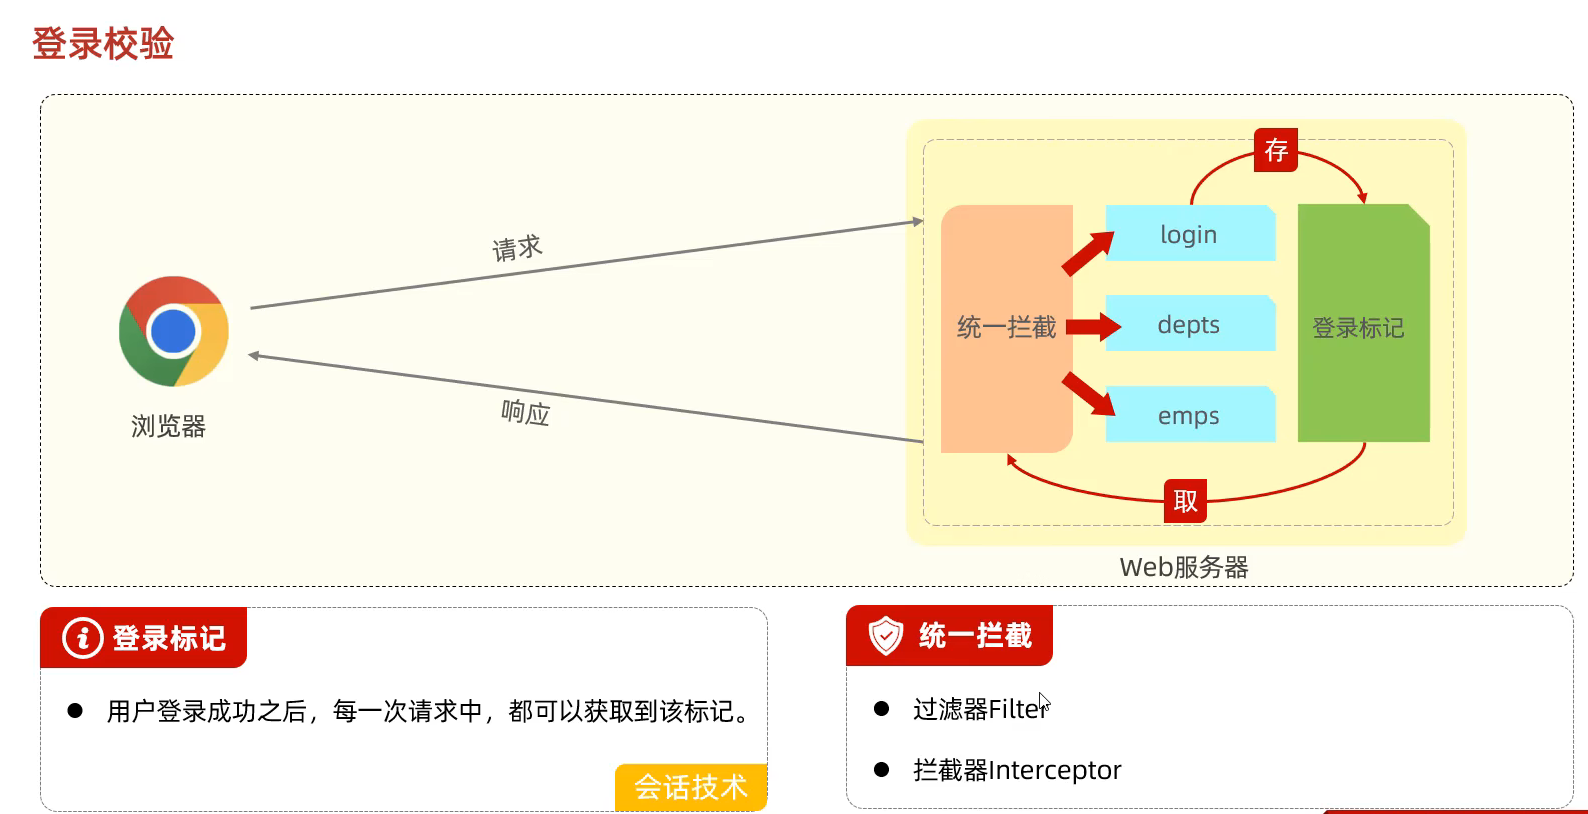 登录校验
存
login
请求
统一拦截
depts
登录标记
响应
emps
浏览器
取
Web服务器
登录标记
用户登录成功之后，每一次请求中，都可以获取到该标记。
会话技术
统一拦截
过滤器Filter
拦截器Interceptor